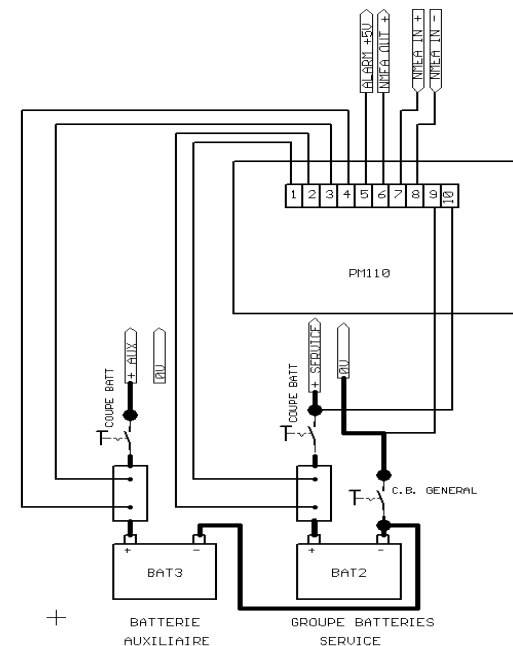 ALARM +5V
NMEA OUT +
NMEA IN +
NMEA IN -
1 2 3 4 5 6 7 8 9 10
PM110
+ AUX
0V
+ SERVICE
0V
COUPE BATT
COUPE BATT
C.B. GENERAL
+ -
+ -
BAT3
BAT2
BATTERIE
AUXILIAIRE
GROUPE BATTERIES
SERVICE